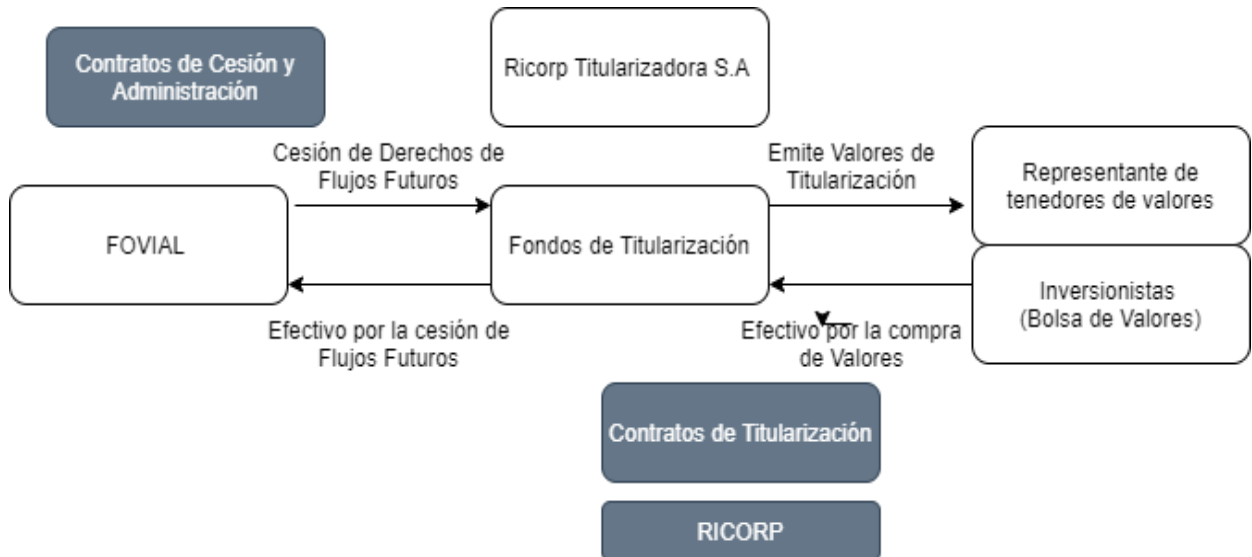 Contratos de Cesión y
Administración
Ricorp Titularizadora S.A
Cesión de Derechos de
Flujos Futuros
Emite Valores de
Titularización
Representante de
tenedores de valores
FOVIAL
Fondos de Titularización
Inversionistas
(Bolsa de Valores)
Efectivo por la cesión de
Flujos Futuros
Efectivo por la compra
de Valores
Contratos de Titularización
RICORP